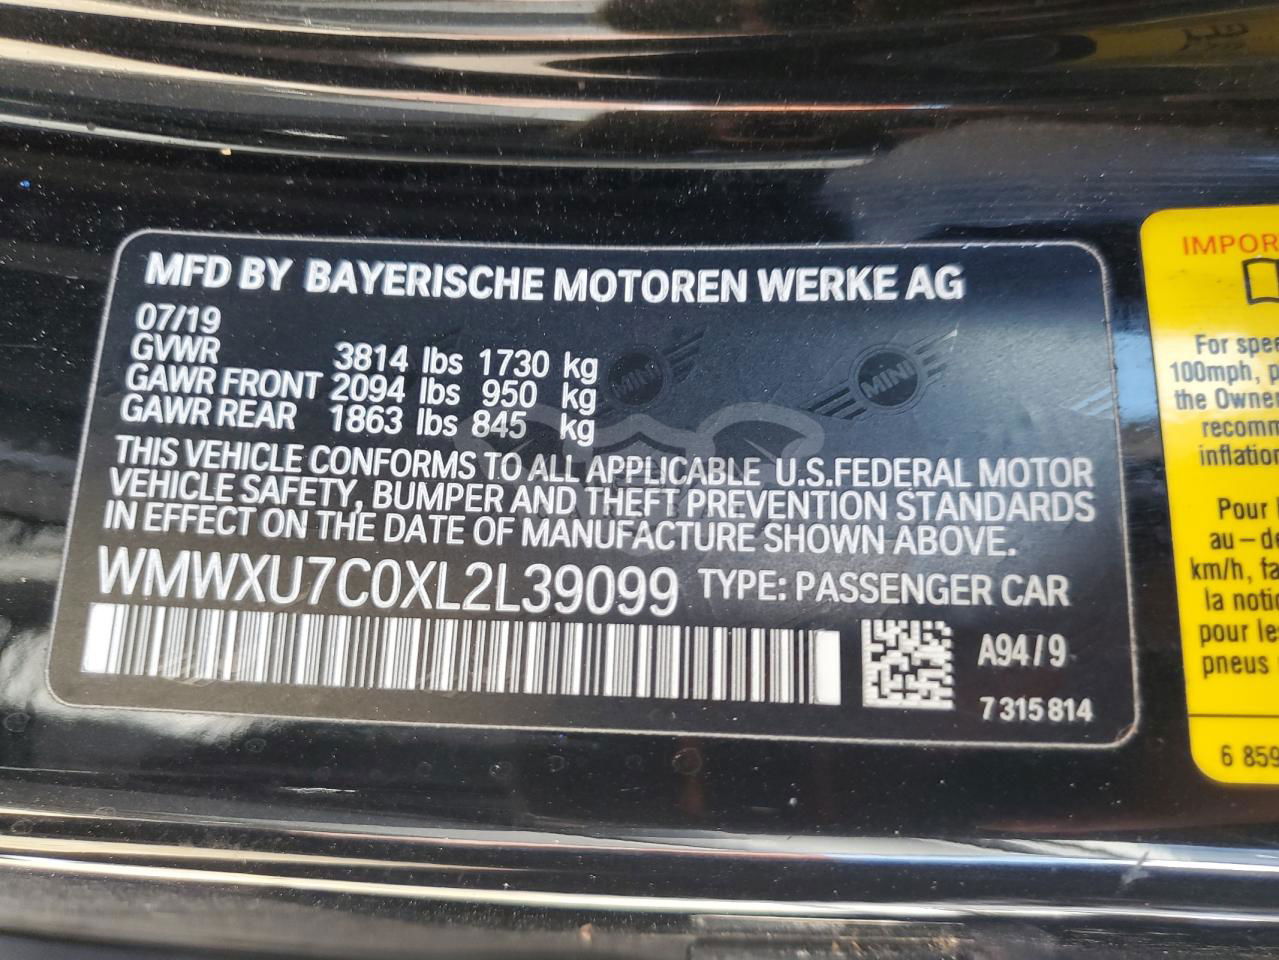 MFD BY BAYERISCHE MOTOREN WERKE AG
07/19
GVWR 3814 lbs 1730 kg
GAWR FRONT 2094 lbs 950 kg
GAWR REAR 1863 lbs 845 kg
MINI MINI
THIS VEHICLE CONFORMS TO ALL APPLICABLE U.S.FEDERAL MOTOR
VEHICLE SAFETY, BUMPER AND THEFT PREVENTION STANDARDS
IN EFFECT ON THE DATE OF MANUFACTURE SHOWN ABOVE.
WMWXU7C0XL2L39099 TYPE: PASSENGER CAR
A94/9
7 315 814
IMPOR
For spee
100mph, p
the Owner
recomm
inflation
Pour
au-de
km/h, fa
la notic
pour le
pneus
6 859